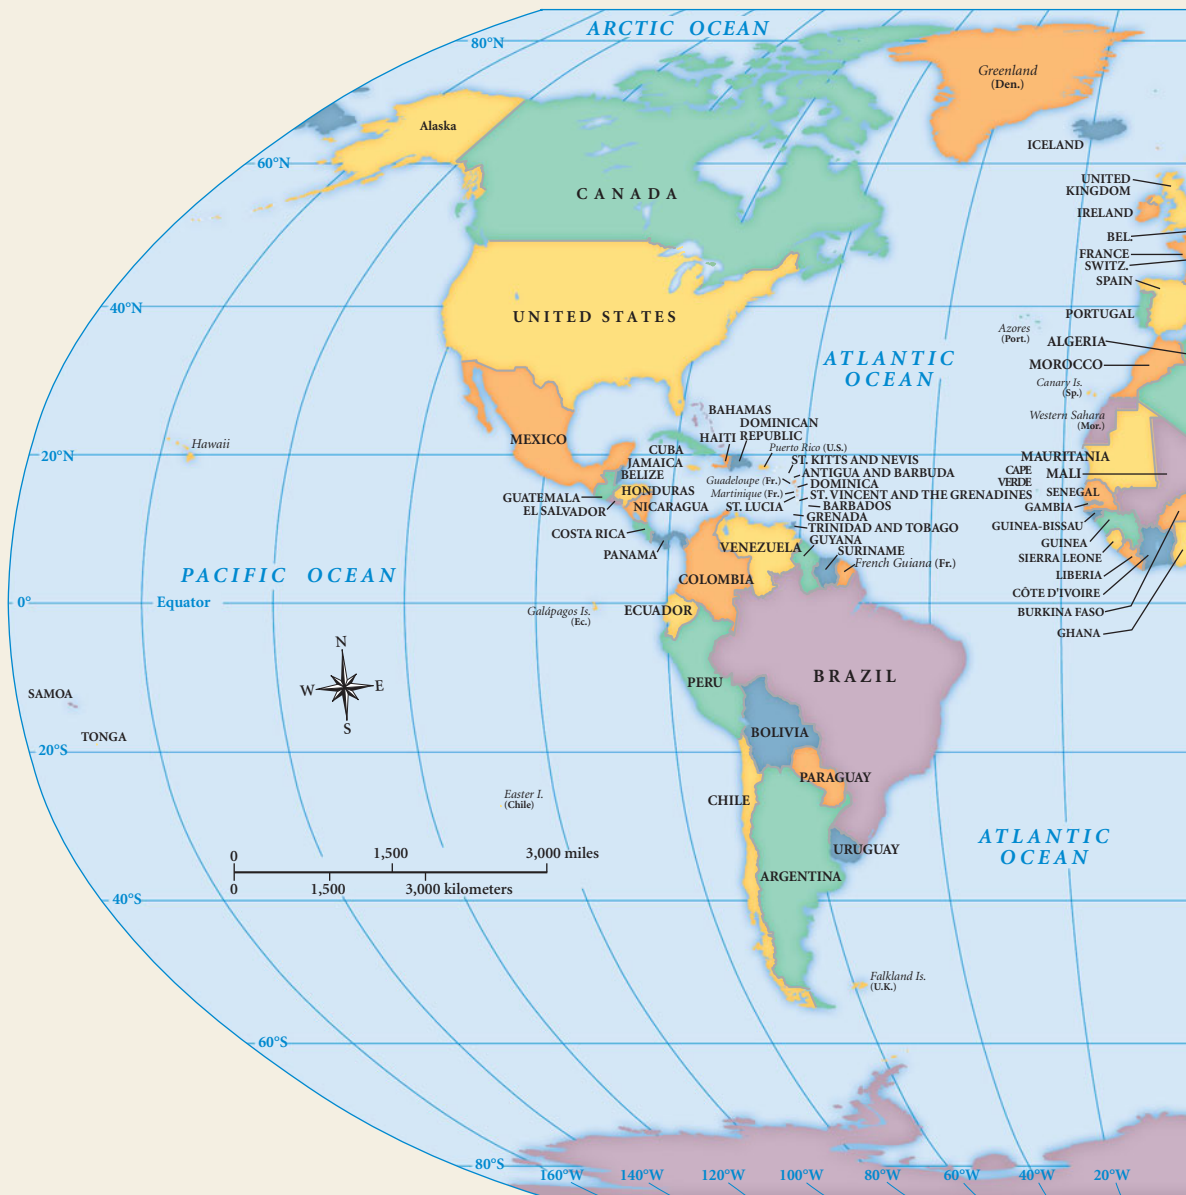 ARCTIC OCEAN
80°N
Greenland
(Den.)
Alaska
ICELAND
60°N
UNITED
KINGDOM
CANADA
IRELAND
BEL.
FRANCE
SWITZ.
SPAIN
40°N
PORTUGAL
UNITED STATES
Azores
(Port.)
ALGERIA
ATLANTIC
OCEAN
MOROCCO
Canary Is.
(Sp.)
BAHAMAS
Western Sahara
(Mor.)
DOMINICAN
REPUBLIC
HAITI
MEXICO
Hawaii
Puerto Rico (U.S.)
CUBA
20°N
MAURITANIA
ST. KITTS AND NEVIS
JAMAICA
CAPE
VERDE
ANTIGUA AND BARBUDA
MALI
BELIZE
Guadeloupe (Fr.)
DOMINICA
HONDURAS
Martinique (Fr.)
SENEGAL
GUATEMALA
ST. VINCENT AND THE GRENADINES
ST. LUCIA
BARBADOS
GAMBIA
NICARAGUA
EL SALVADOR
GRENADA
GUINEA-BISSAU
TRINIDAD AND TOBAGO
COSTA RICA
GUYANA
GUINEA
VENEZUELA
SURINAME
PANAMA
SIERRA LEONE
French Guiana (Fr.)
LIBERIA
PACIFIC OCEAN
COLOMBIA
CÔTE D'IVOIRE
0°
Equator
ECUADOR
Galápagos Is.
(Ec.)
BURKINA FASO
GHANA
N
W
E
S
BRAZIL
PERU
SAMOA
TONGA
BOLIVIA
20°S
PARAGUAY
Easter I.
(Chile)
CHILE
ATLANTIC
OCEAN
URUGUAY
0
1,500
3,000 miles
0
1,500
3,000 kilometers
ARGENTINA
40°S
Falkland Is.
(U.K.)
60°S
80°S
160°W
140°W
120°W
100°W
80°W
60°W
40°W
20°W